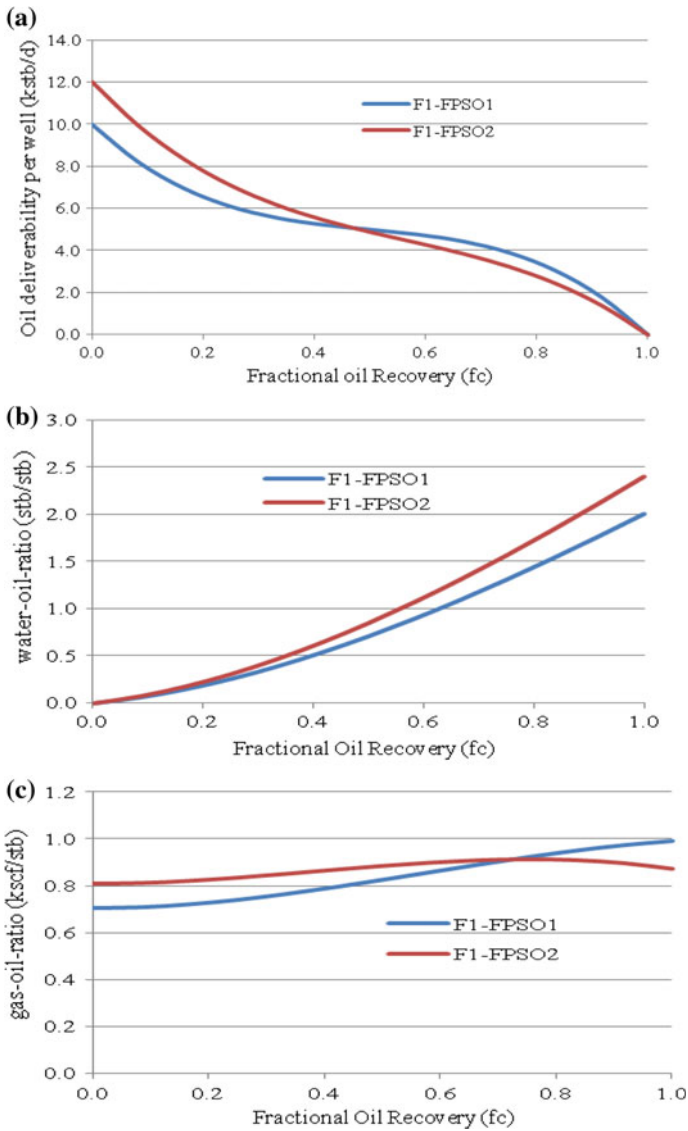 (a)
Oil deliverability per well (kstb/d)
14.0
12.0
10.0
8.0
6.0
4.0
2.0
0.0
F1-FPSO1
F1-FPSO2
0.0 0.2 0.4 0.6 0.8 1.0
Fractional oil Recovery (fc)
(b)
water-oil-ratio (stb/stb)
3.0
2.5
2.0
1.5
1.0
0.5
0.0
F1-FPSO1
F1-FPSO2
0.0 0.2 0.4 0.6 0.8 1.0
Fractional Oil Recovery (fc)
(c)
gas-oil-ratio (kscf/stb)
1.2
1.0
0.8
0.6
0.4
0.2
0.0
F1-FPSO1
F1-FPSO2
0.0 0.2 0.4 0.6 0.8 1.0
Fractional Oil Recovery (fc)